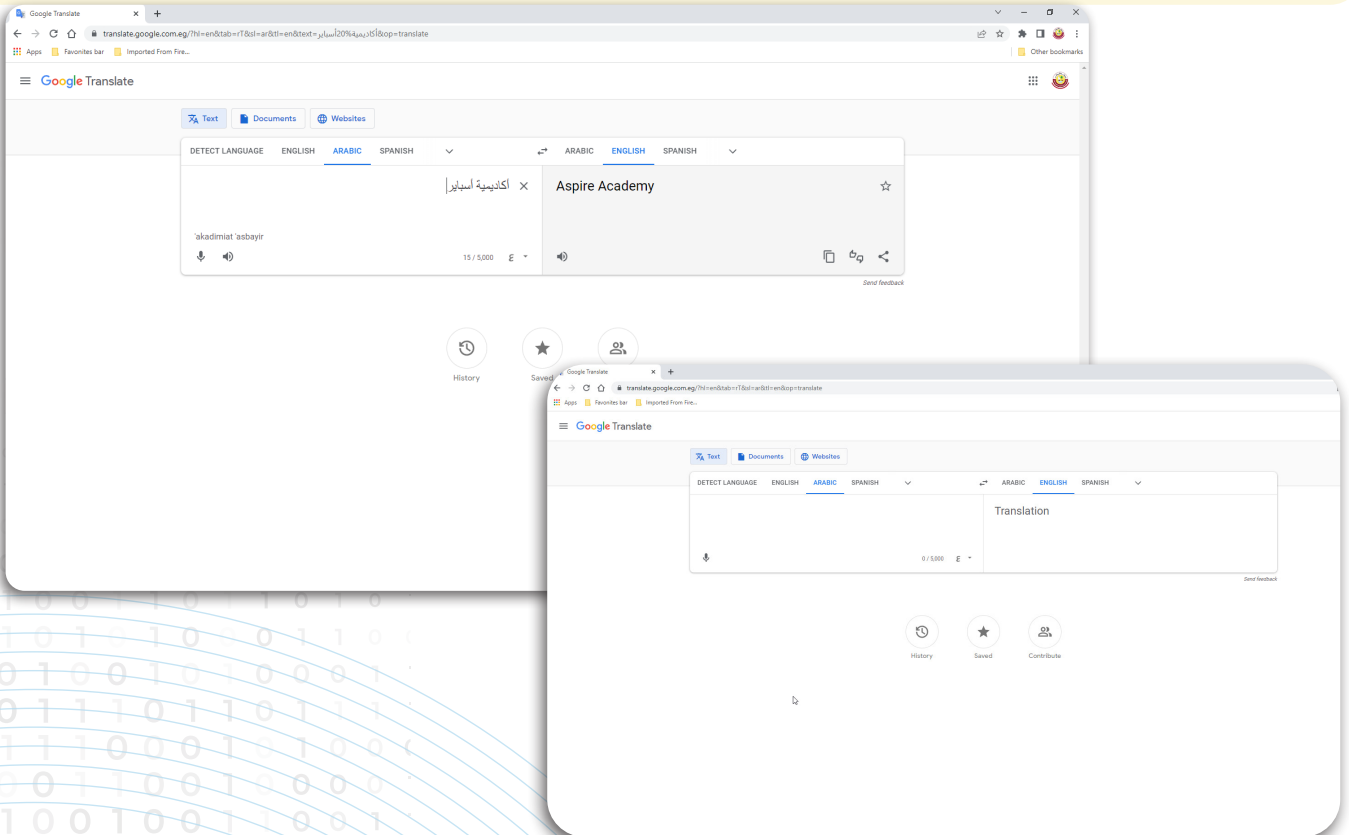 Google Translate
translate.google.com.eg/?hl=en&tab=rT&sl=ar&tl=en&text=أكاديمية%20أسباير&op=translate
Apps Favorites bar Imported From Fire... Other bookmarks
Google Translate
Text Documents Websites
DETECT LANGUAGE ENGLISH ARABIC SPANISH ARABIC ENGLISH SPANISH
أكاديمية أسباير
Aspire Academy
'akadimiat 'asbayir
15 / 5,000 ع
Send feedback
History Saved
Google Translate
translate.google.com.eg/?hl=en&tab=rT&sl=ar&tl=en&op=translate
Apps Favorites bar Imported From Fire...
Google Translate
Text Documents Websites
DETECT LANGUAGE ENGLISH ARABIC SPANISH ARABIC ENGLISH SPANISH
Translation
0 / 5,000 ع
Send feedback
History Saved Contribute